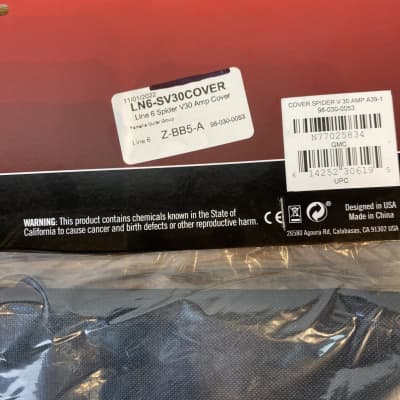 11/01/2022
LN6-SV30COVER
Line 6 Spider V30 Amp Cover
Yamaha Guitar Group
Line 6 Z-BB5-A 98-030-0053
COVER SPIDER V 30 AMP A39-1
98-030-0053
N77025834
GMC
6 14252 30619 5
UPC
WARNING: This product contains chemicals known in the State of
California to cause cancer and birth defects or other reproductive harm.
CE
Designed in USA
Made in China
26580 Agoura Rd, Calabasas, CA 91302 USA